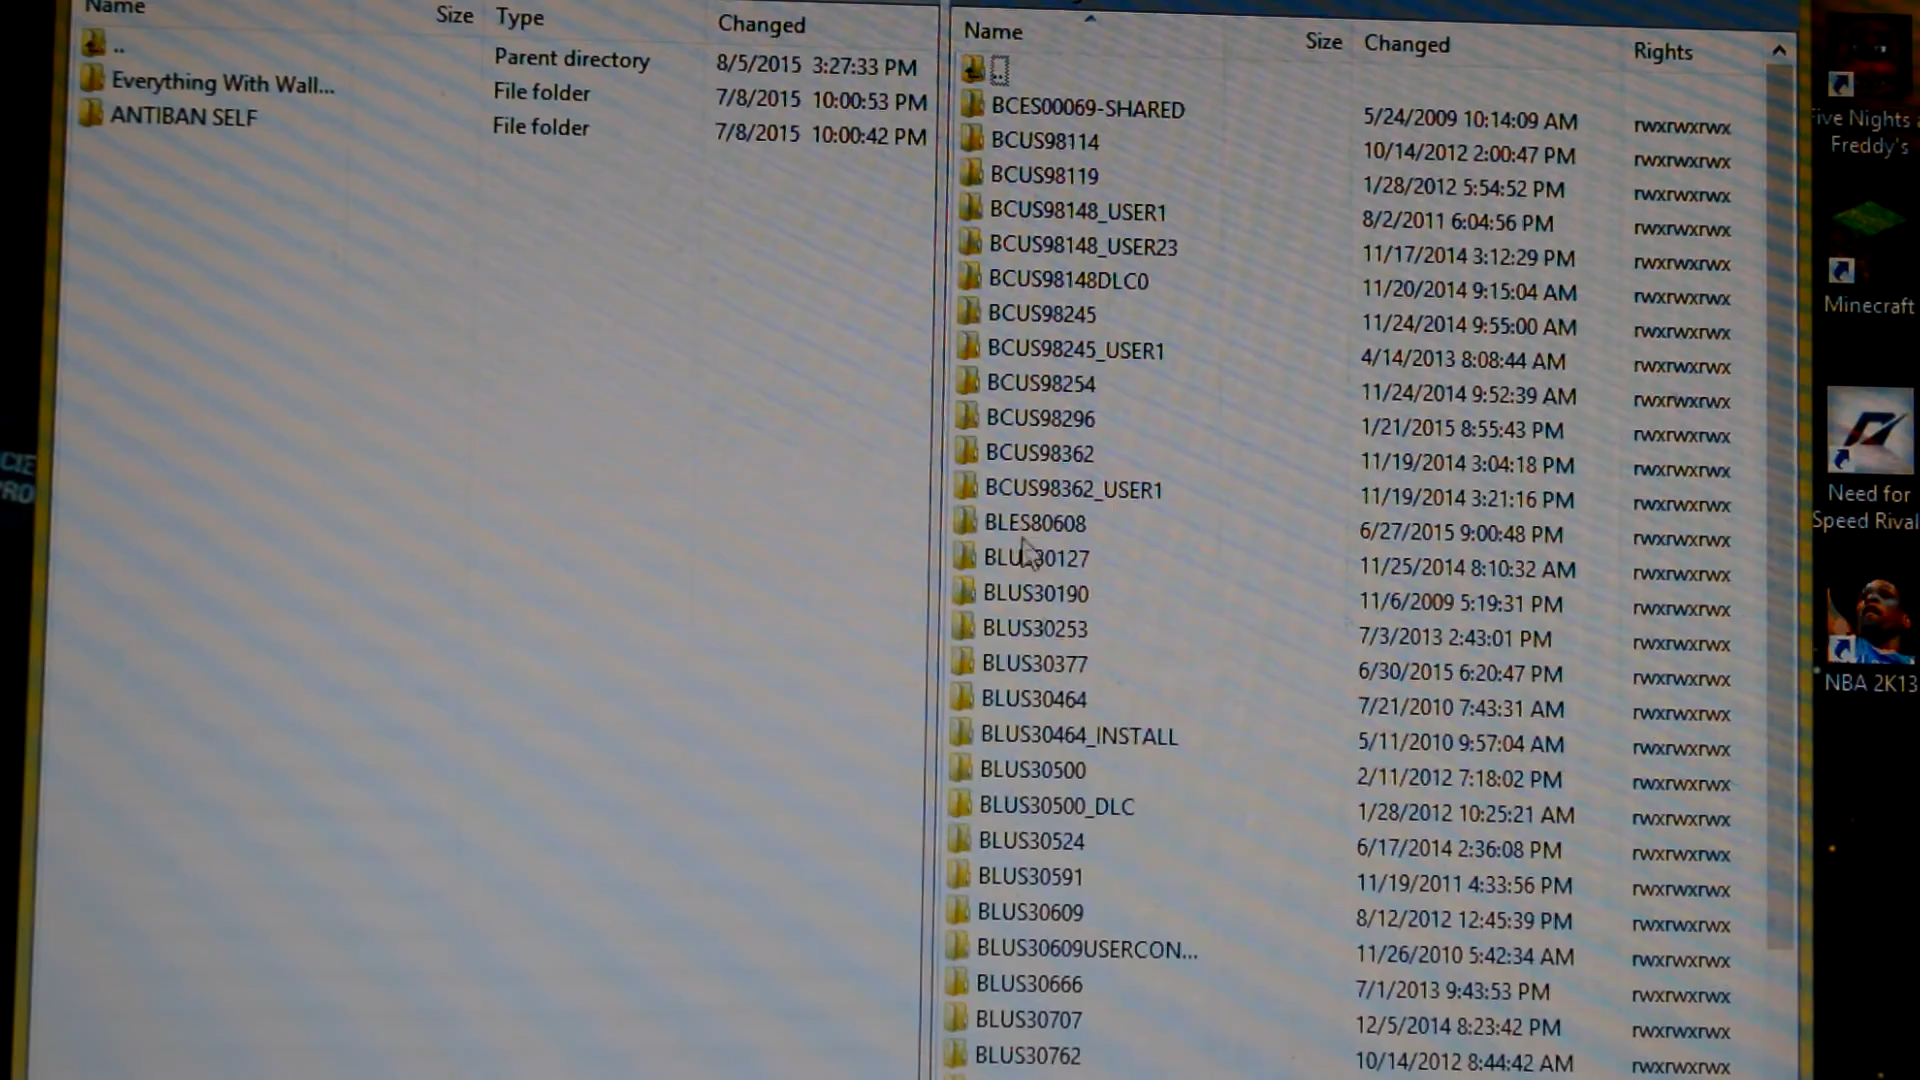 Name Size Type Changed
..
Parent directory 8/5/2015 3:27:33 PM
Everything With Wall... File folder 7/8/2015 10:00:53 PM
ANTIBAN SELF File folder 7/8/2015 10:00:42 PM
Name Size Changed Rights
..
BCES00069-SHARED 5/24/2009 10:14:09 AM rwxrwxrwx
BCUS98114 10/14/2012 2:00:47 PM rwxrwxrwx
BCUS98119 1/28/2012 5:54:52 PM rwxrwxrwx
BCUS98148_USER1 8/2/2011 6:04:56 PM rwxrwxrwx
BCUS98148_USER23 11/17/2014 3:12:29 PM rwxrwxrwx
BCUS98148DLC0 11/20/2014 9:15:04 AM rwxrwxrwx
BCUS98245 11/24/2014 9:55:00 AM rwxrwxrwx
BCUS98245_USER1 4/14/2013 8:08:44 AM rwxrwxrwx
BCUS98254 11/24/2014 9:52:39 AM rwxrwxrwx
BCUS98296 1/21/2015 8:55:43 PM rwxrwxrwx
BCUS98362 11/19/2014 3:04:18 PM rwxrwxrwx
BCUS98362_USER1 11/19/2014 3:21:16 PM rwxrwxrwx
BLES80608 6/27/2015 9:00:48 PM rwxrwxrwx
BLUS30127 11/25/2014 8:10:32 AM rwxrwxrwx
BLUS30190 11/6/2009 5:19:31 PM rwxrwxrwx
BLUS30253 7/3/2013 2:43:01 PM rwxrwxrwx
BLUS30377 6/30/2015 6:20:47 PM rwxrwxrwx
BLUS30464 7/21/2010 7:43:31 AM rwxrwxrwx
BLUS30464_INSTALL 5/11/2010 9:57:04 AM rwxrwxrwx
BLUS30500 2/11/2012 7:18:02 PM rwxrwxrwx
BLUS30500_DLC 1/28/2012 10:25:21 AM rwxrwxrwx
BLUS30524 6/17/2014 2:36:08 PM rwxrwxrwx
BLUS30591 11/19/2011 4:33:56 PM rwxrwxrwx
BLUS30609 8/12/2012 12:45:39 PM rwxrwxrwx
BLUS30609USERCON... 11/26/2010 5:42:34 AM rwxrwxrwx
BLUS30666 7/1/2013 9:43:53 PM rwxrwxrwx
BLUS30707 12/5/2014 8:23:42 PM rwxrwxrwx
BLUS30762 10/14/2012 8:44:42 AM rwxrwxrwx
ive Nights
Freddy's
Minecraft
Need for
Speed Rival
NBA 2K13
CIE
PRO